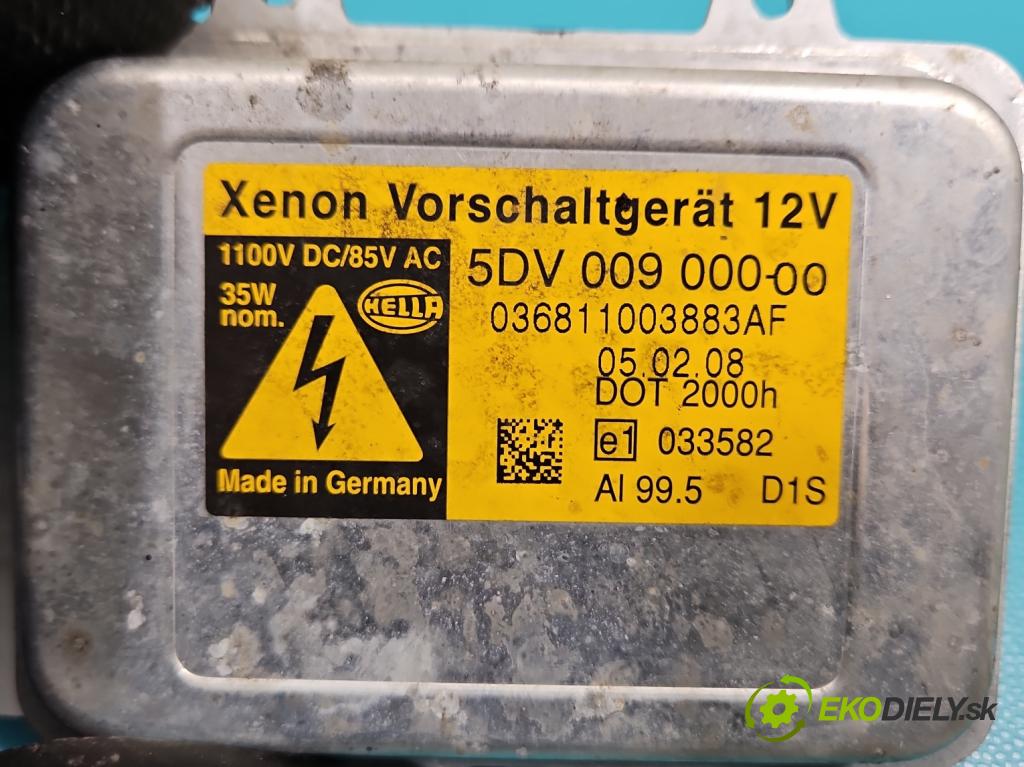 Xenon Vorschaltgerät 12V
1100V DC/85V AC
35W
nom.
HELLA
Made in Germany
5DV 009 000-00
036811003883AF
05.02.08
DOT 2000h
e1 033582
Al 99.5 D1S
EKODIELY.sk